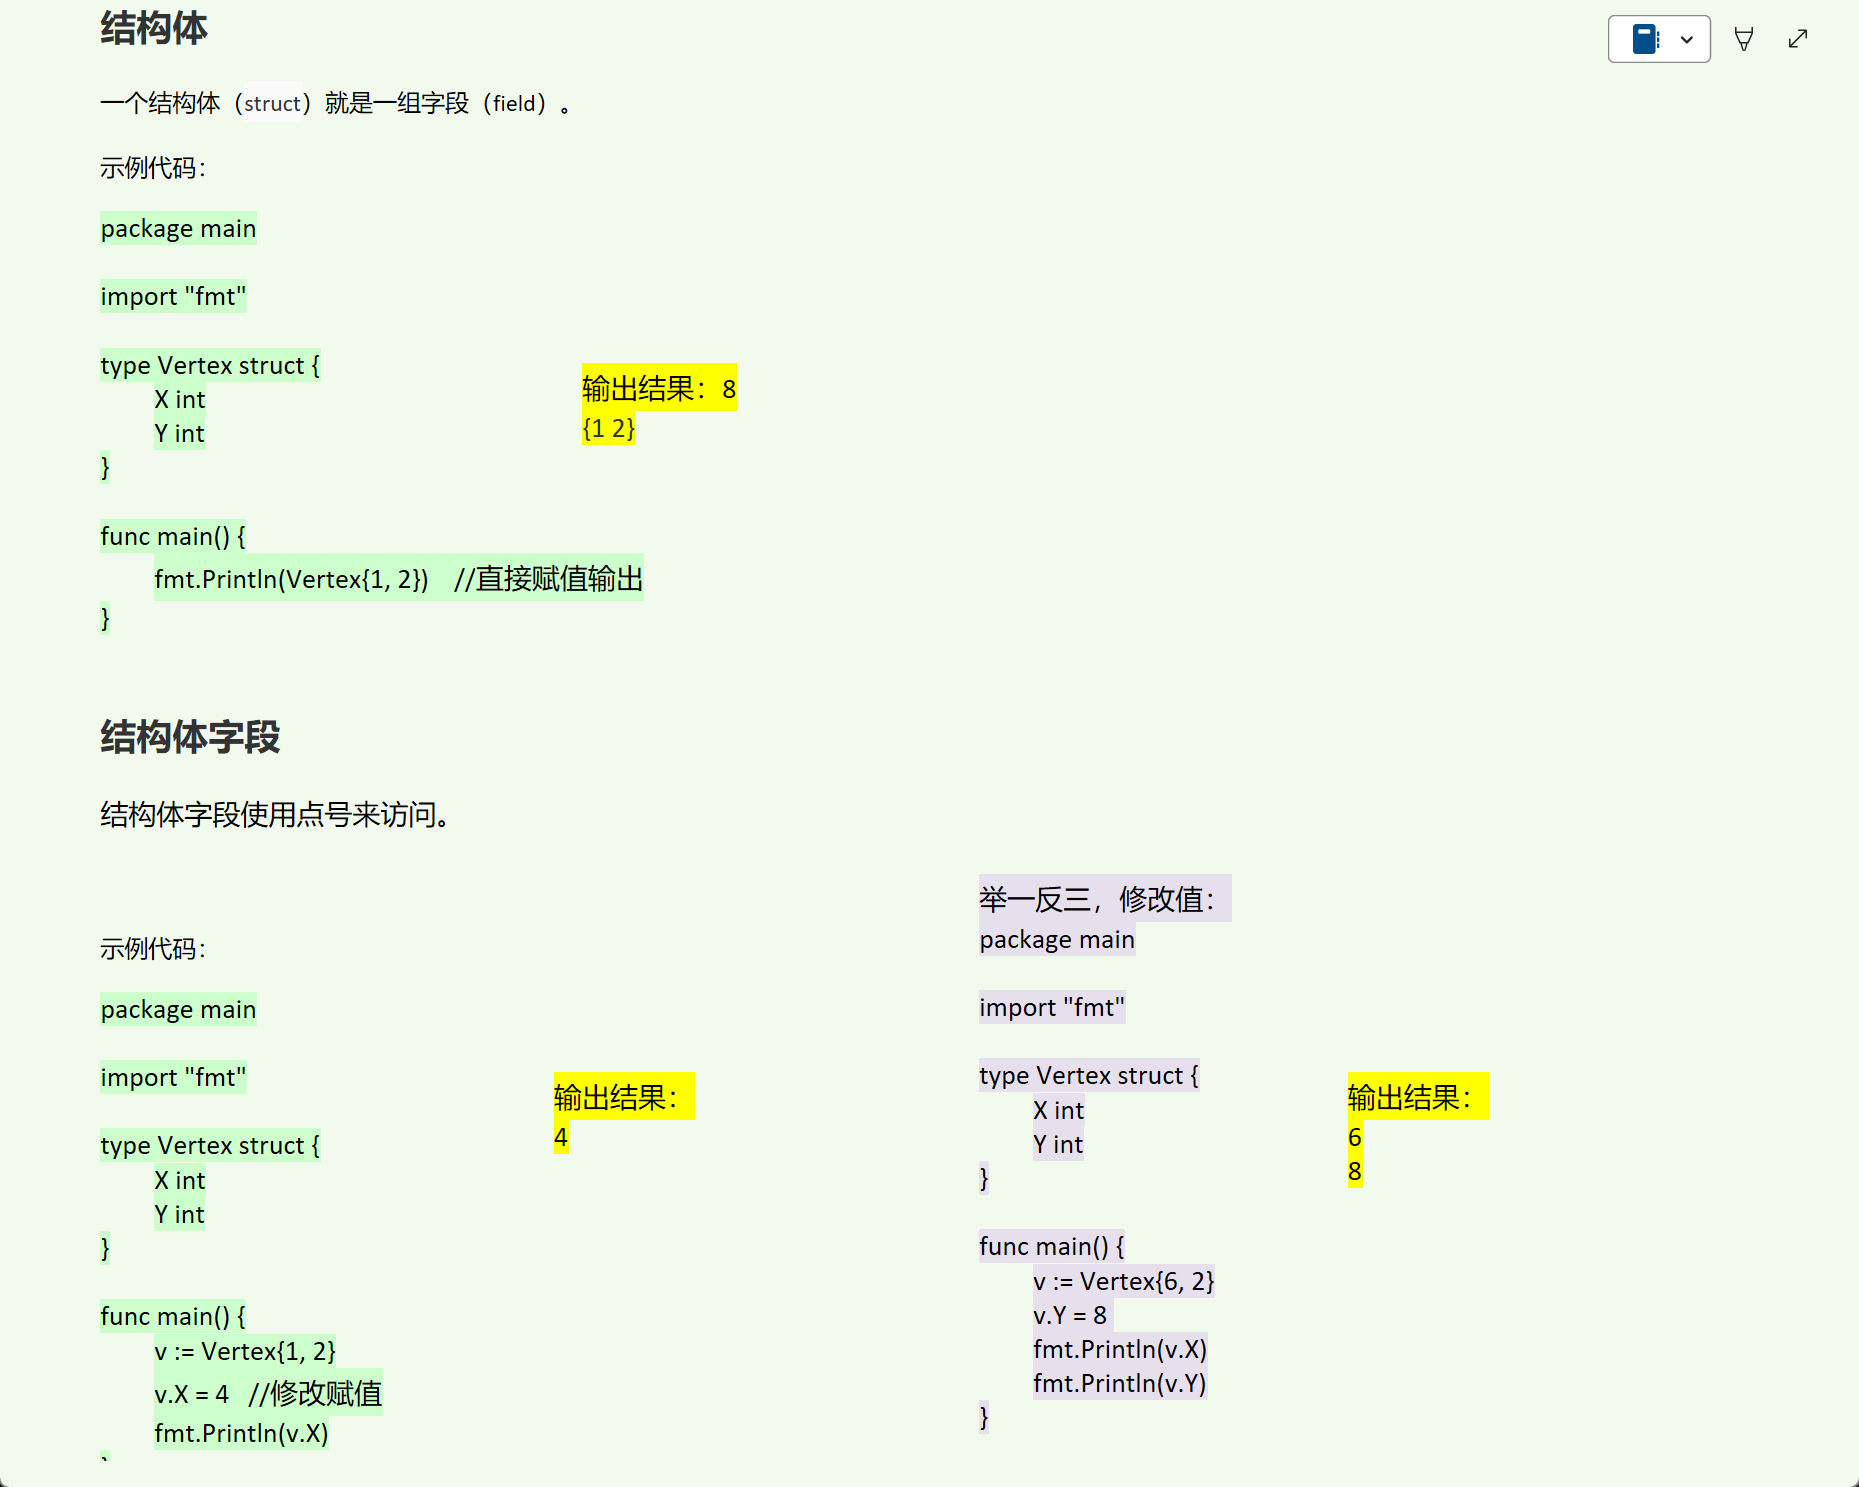 结构体
一个结构体（struct）就是一组字段（field）。
示例代码：
package main
import "fmt"
type Vertex struct {
X int
Y int
}
func main() {
fmt.Println(Vertex{1, 2}) //直接赋值输出
}
输出结果：8
{1 2}
结构体字段
结构体字段使用点号来访问。
示例代码：
package main
import "fmt"
type Vertex struct {
X int
Y int
}
func main() {
v := Vertex{1, 2}
v.X = 4 //修改赋值
fmt.Println(v.X)
输出结果：
4
举一反三，修改值：
package main
import "fmt"
type Vertex struct {
X int
Y int
}
func main() {
v := Vertex{6, 2}
v.Y = 8
fmt.Println(v.X)
fmt.Println(v.Y)
}
输出结果：
6
8